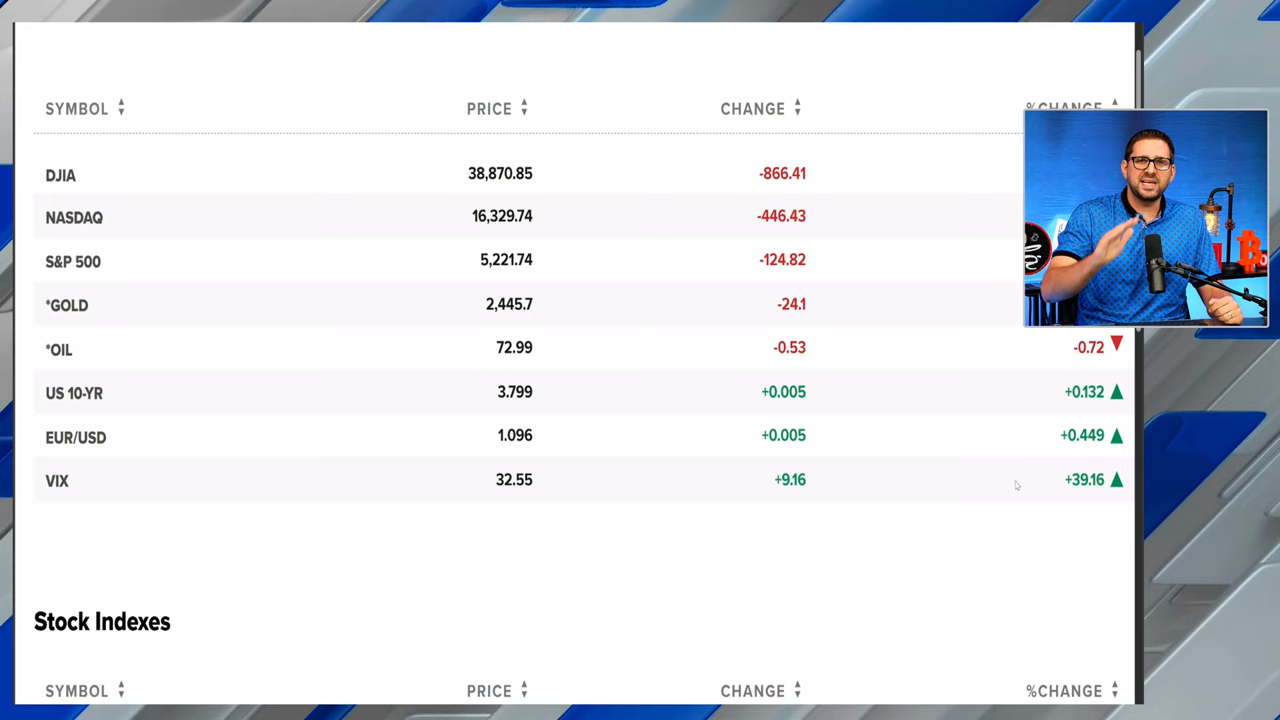 SYMBOL PRICE CHANGE %CHANGE
DJIA 38,870.85 -866.41
NASDAQ 16,329.74 -446.43
S&P 500 5,221.74 -124.82
*GOLD 2,445.7 -24.1
*OIL 72.99 -0.53 -0.72
US 10-YR 3.799 +0.005 +0.132
EUR/USD 1.096 +0.005 +0.449
VIX 32.55 +9.16 +39.16
Stock Indexes
SYMBOL PRICE CHANGE %CHANGE